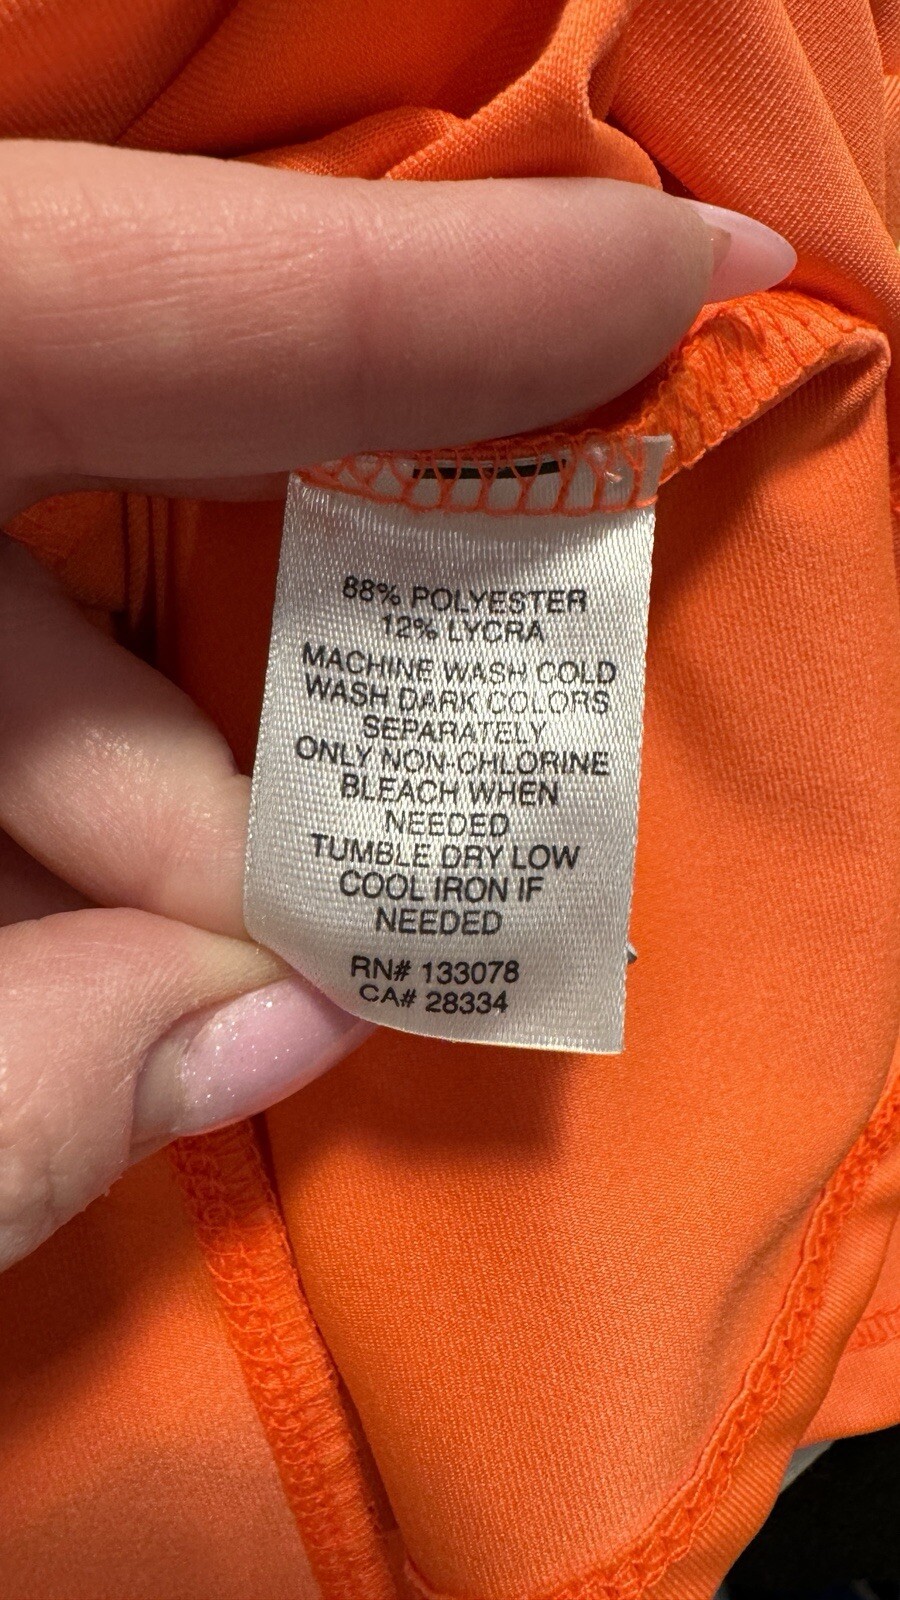 88% POLYESTER
12% LYCRA
MACHINE WASH COLD
WASH DARK COLORS
SEPARATELY
ONLY NON-CHLORINE
BLEACH WHEN
NEEDED
TUMBLE DRY LOW
COOL IRON IF
NEEDED
RN# 133078
CA# 28334